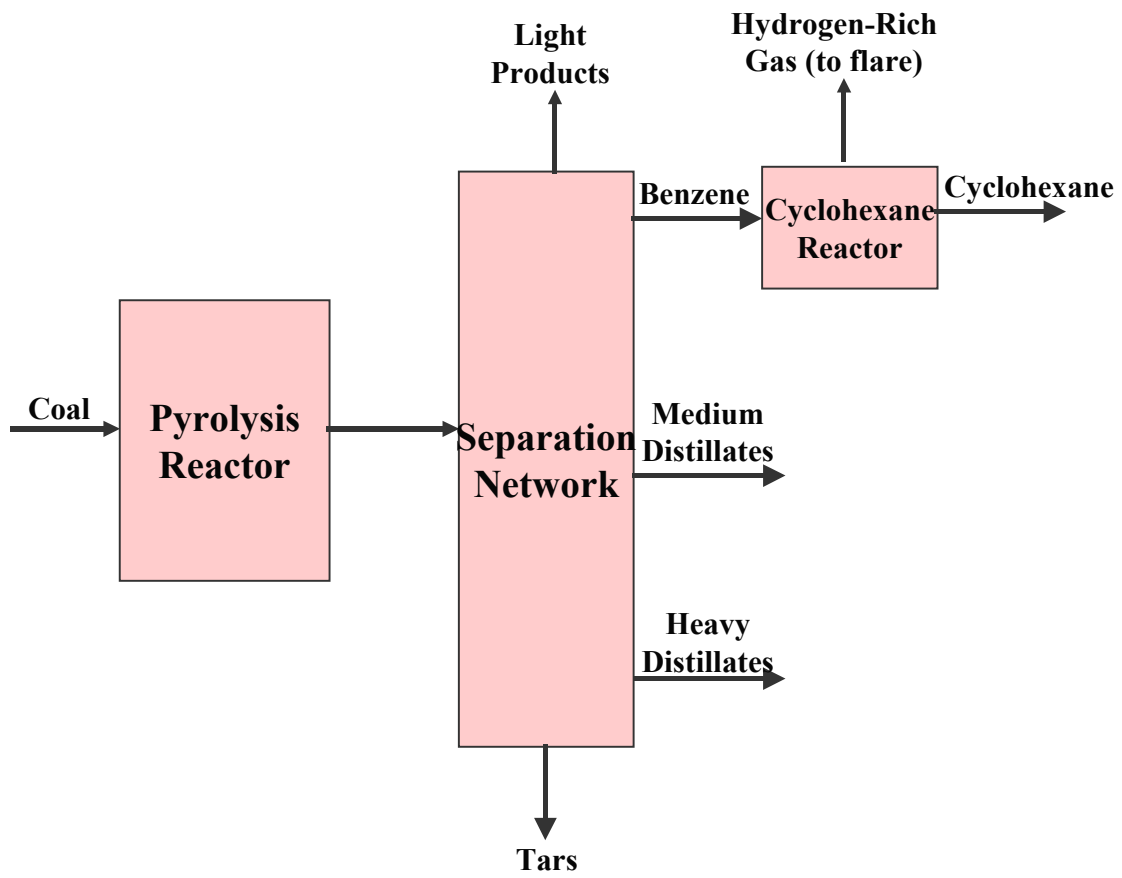 Light
Products
Hydrogen-Rich
Gas (to flare)
Benzene
Cyclohexane
Reactor
Cyclohexane
Coal
Pyrolysis
Reactor
Separation
Network
Medium
Distillates
Heavy
Distillates
Tars